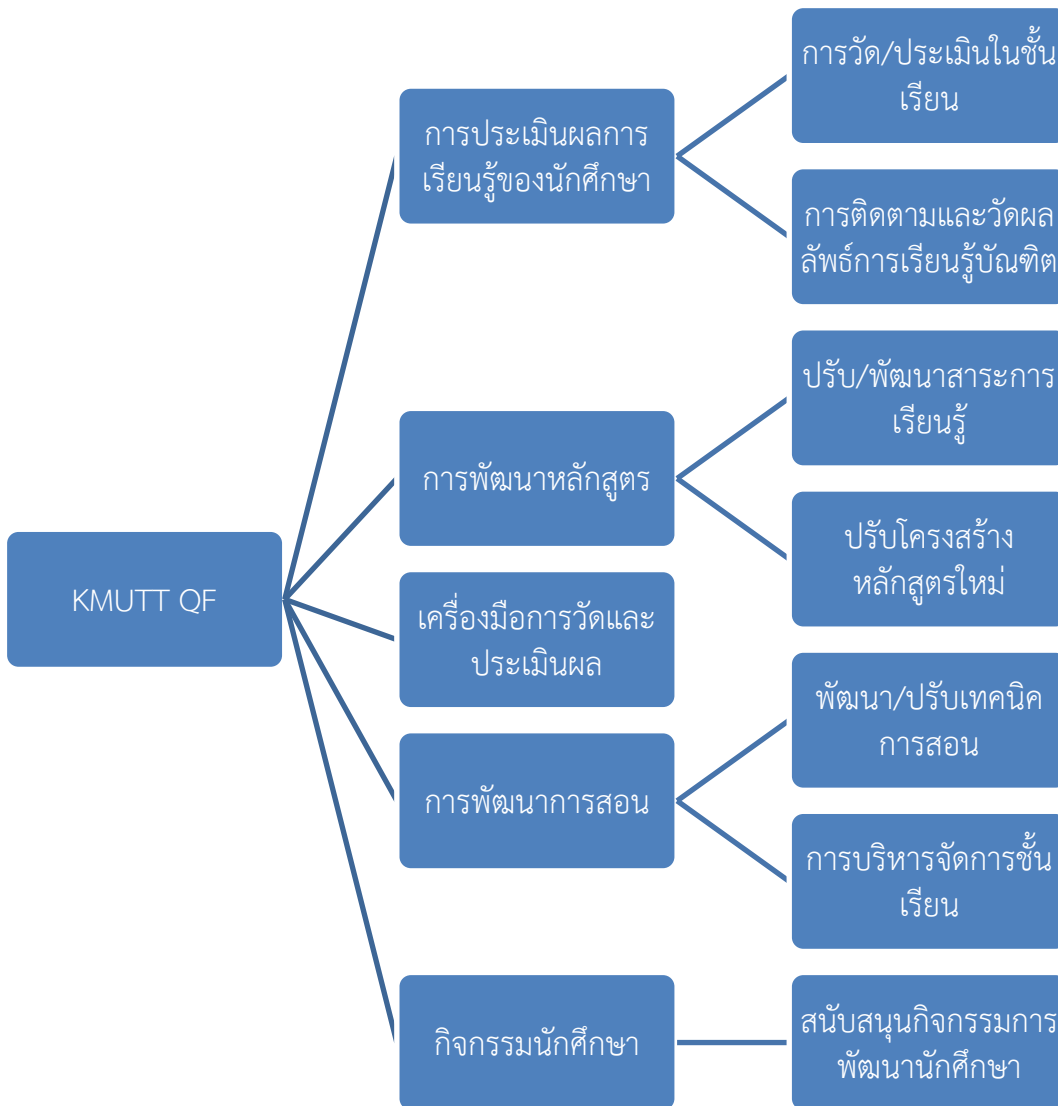 KMUTT QF
การประเมินผลการ
เรียนรู้ของนักศึกษา
การวัด/ประเมินในชั้น
เรียน
การติดตามและวัดผล
ลัพธ์การเรียนรู้บัณฑิต
การพัฒนาหลักสูตร
ปรับ/พัฒนาสาระการ
เรียนรู้
ปรับโครงสร้าง
หลักสูตรใหม่
เครื่องมือการวัดและ
ประเมินผล
การพัฒนาการสอน
พัฒนา/ปรับเทคนิค
การสอน
การบริหารจัดการชั้น
เรียน
กิจกรรมนักศึกษา
สนับสนุนกิจกรรมการ
พัฒนานักศึกษา